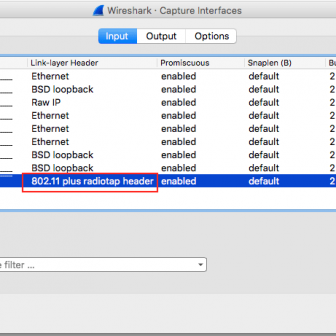 Wireshark · Capture Interfaces
Input Output Options
Link-layer Header Promiscuous Snaplen (B) Bu
Ethernet enabled default 2
BSD loopback enabled default 2
Raw IP enabled default 2
Ethernet enabled default 2
Ethernet enabled default 2
Ethernet enabled default 2
BSD loopback enabled default 2
BSD loopback enabled default 2
802.11 plus radiotap header enabled default 2
e filter ...